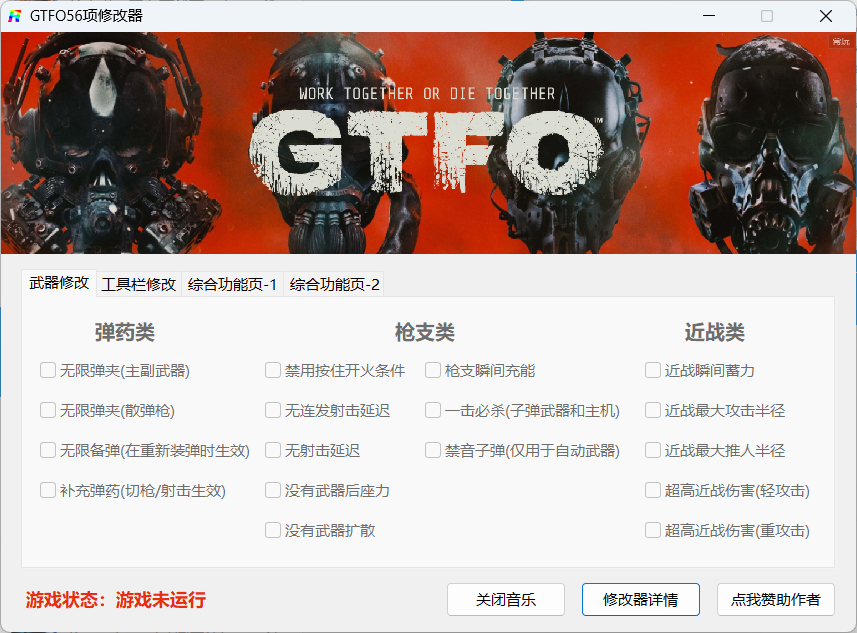 GTFO56项修改器
常玩
WORK TOGETHER OR DIE TOGETHER
GTFO™
武器修改 工具栏修改 综合功能页-1 综合功能页-2
弹药类 枪支类 近战类
无限弹夹(主副武器) 禁用按住开火条件 枪支瞬间充能 近战瞬间蓄力
无限弹夹(散弹枪) 无连发射击延迟 一击必杀(子弹武器和主机) 近战最大攻击半径
无限备弹(在重新装弹时生效) 无射击延迟 禁音子弹(仅用于自动武器) 近战最大推人半径
补充弹药(切枪/射击生效) 没有武器后座力 超高近战伤害(轻攻击)
没有武器扩散 超高近战伤害(重攻击)
游戏状态：游戏未运行 关闭音乐 修改器详情 点我赞助作者